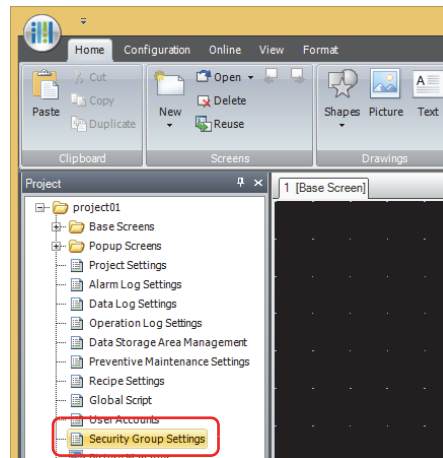 Home Configuration Online View Format
Paste
Cut
Copy
Duplicate
Clipboard
New
Open
Delete
Reuse
Screens
Shapes Picture Text
Drawings
Project
1 [Base Screen]
project01
Base Screens
Popup Screens
Project Settings
Alarm Log Settings
Data Log Settings
Operation Log Settings
Data Storage Area Management
Preventive Maintenance Settings
Recipe Settings
Global Script
User Accounts
Security Group Settings
Picture Manager